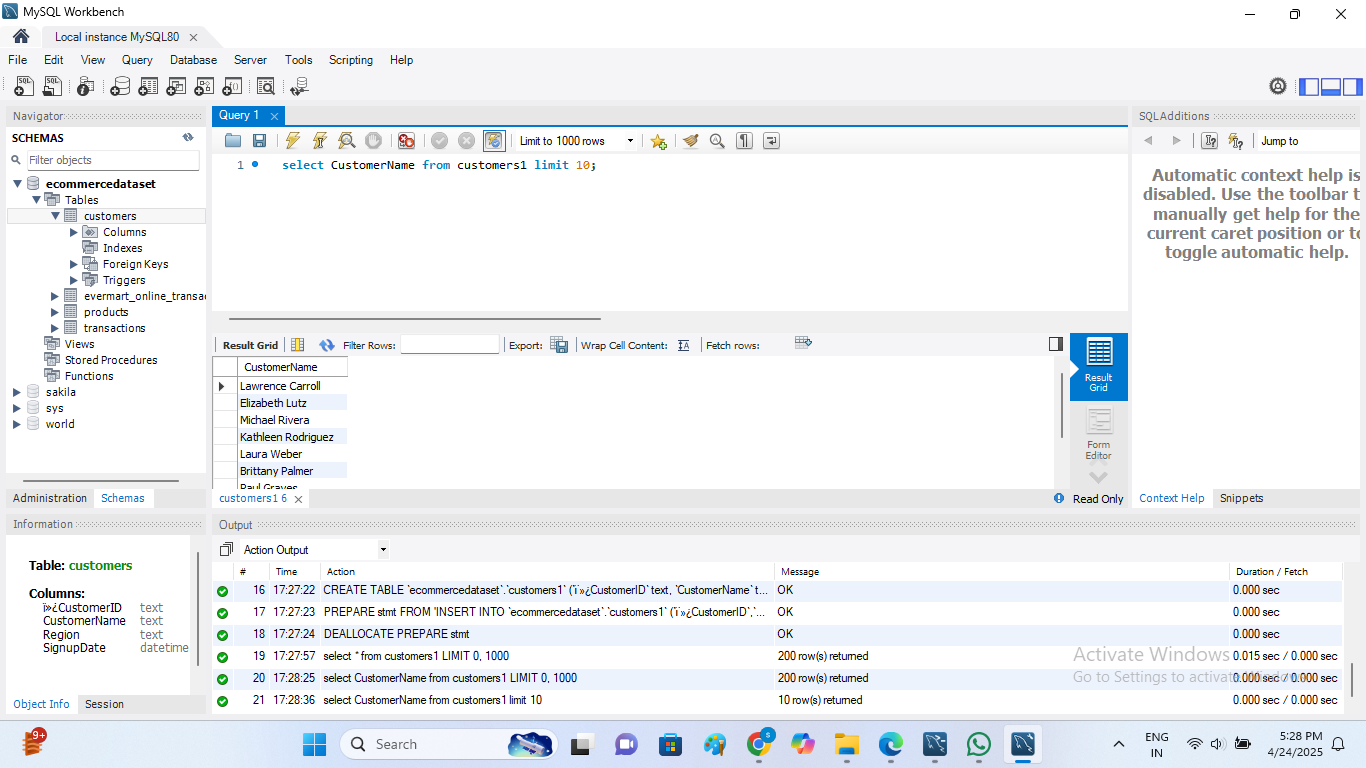 MySQL Workbench
Local instance MySQL80
File Edit View Query Database Server Tools Scripting Help
Navigator
SCHEMAS
Filter objects
ecommercedataset
Tables
customers
Columns
Indexes
Foreign Keys
Triggers
evermart_online_transa
products
transactions
Views
Stored Procedures
Functions
sakila
sys
world
Administration Schemas
Information
Table: customers
Columns:
ï»¿CustomerID text
CustomerName text
Region text
SignupDate datetime
Object Info Session
Query 1
Limit to 1000 rows
1 select CustomerName from customers1 limit 10;
Result Grid Filter Rows: Export: Wrap Cell Content: Fetch rows:
CustomerName
Lawrence Carroll
Elizabeth Lutz
Michael Rivera
Kathleen Rodriguez
Laura Weber
Brittany Palmer
Paul Graves
Result Grid
Form Editor
customers1 6
Read Only
SQLAdditions
Jump to
Automatic context help is
disabled. Use the toolbar t
manually get help for the
current caret position or to
toggle automatic help.
Context Help Snippets
Output
Action Output
# Time Action Message Duration / Fetch
16 17:27:22 CREATE TABLE `ecommercedataset`.`customers1` (`ï»¿CustomerID` text, `CustomerName` t... OK 0.000 sec
17 17:27:23 PREPARE stmt FROM 'INSERT INTO `ecommercedataset`.`customers1` (`ï»¿CustomerID`,`... OK 0.000 sec
18 17:27:24 DEALLOCATE PREPARE stmt OK 0.000 sec
19 17:27:57 select * from customers1 LIMIT 0, 1000 200 row(s) returned 0.015 sec / 0.000 sec
20 17:28:25 select CustomerName from customers1 LIMIT 0, 1000 200 row(s) returned 0.000 sec / 0.000 sec
21 17:28:36 select CustomerName from customers1 limit 10 10 row(s) returned 0.000 sec / 0.000 sec
Activate Windows
Go to Settings to activate Windows.
9+
Search
SQL
SQL
s
ENG
IN
5:28 PM
4/24/2025